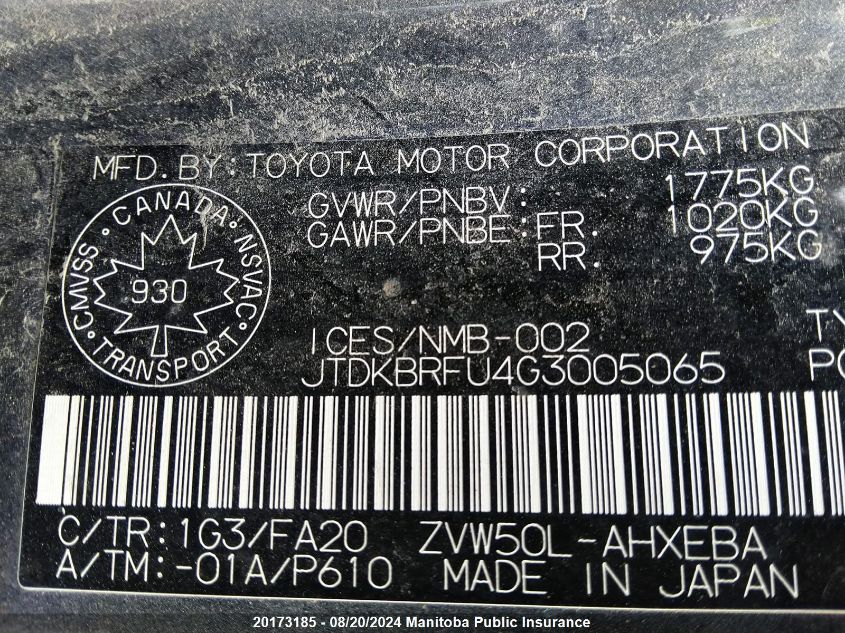 MFD. BY: TOYOTA MOTOR CORPORATION
GVWR/PNBV: 1775KG
GAWR/PNBE: FR. 1020KG
RR. 975KG
CMVSS • CANADA • NSVAC • TRANSPORT •
930
ICES/NMB-002
TY
JTDKBRFU4G3005065
C/TR: 1G3/FA20 ZVW50L-AHXEBA
A/TM: -01A/P610 MADE IN JAPAN
20173185 - 08/20/2024 Manitoba Public Insurance